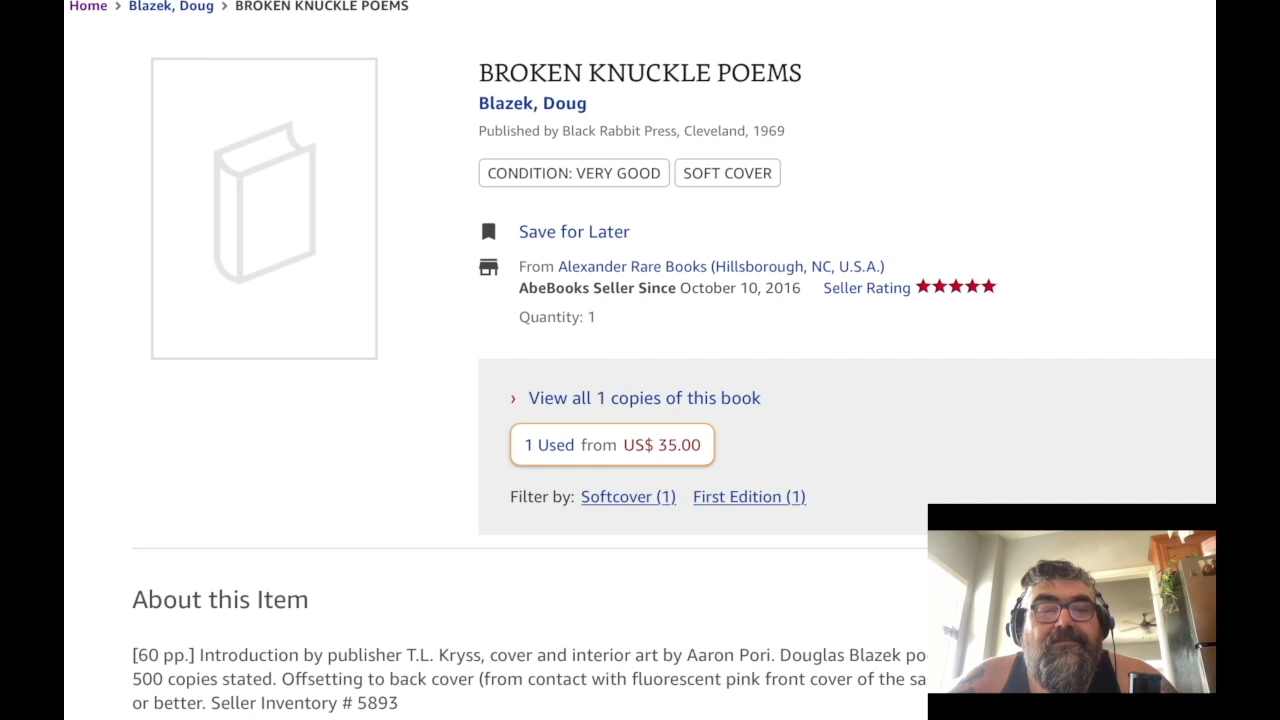 Home > Blazek, Doug > BROKEN KNUCKLE POEMS
BROKEN KNUCKLE POEMS
Blazek, Doug
Published by Black Rabbit Press, Cleveland, 1969
CONDITION: VERY GOOD
SOFT COVER
Save for Later
From Alexander Rare Books (Hillsborough, NC, U.S.A.)
AbeBooks Seller Since October 10, 2016 Seller Rating
Quantity: 1
› View all 1 copies of this book
1 Used from US$ 35.00
Filter by: Softcover (1) First Edition (1)
About this Item
[60 pp.] Introduction by publisher T.L. Kryss, cover and interior art by Aaron Pori. Douglas Blazek po
500 copies stated. Offsetting to back cover (from contact with fluorescent pink front cover of the sa
or better. Seller Inventory # 5893